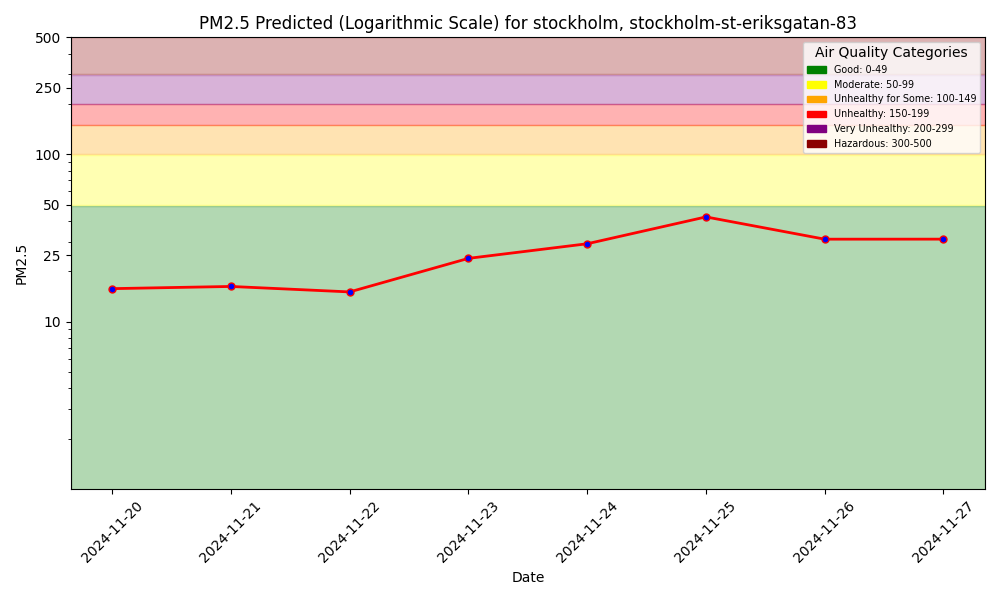 PM2.5 Predicted (Logarithmic Scale) for stockholm, stockholm-st-eriksgatan-83
Air Quality Categories
Good: 0-49
Moderate: 50-99
Unhealthy for Some: 100-149
Unhealthy: 150-199
Very Unhealthy: 200-299
Hazardous: 300-500
PM2.5
500
250
100
50
25
10
2024-11-20
2024-11-21
2024-11-22
2024-11-23
2024-11-24
2024-11-25
2024-11-26
2024-11-27
Date